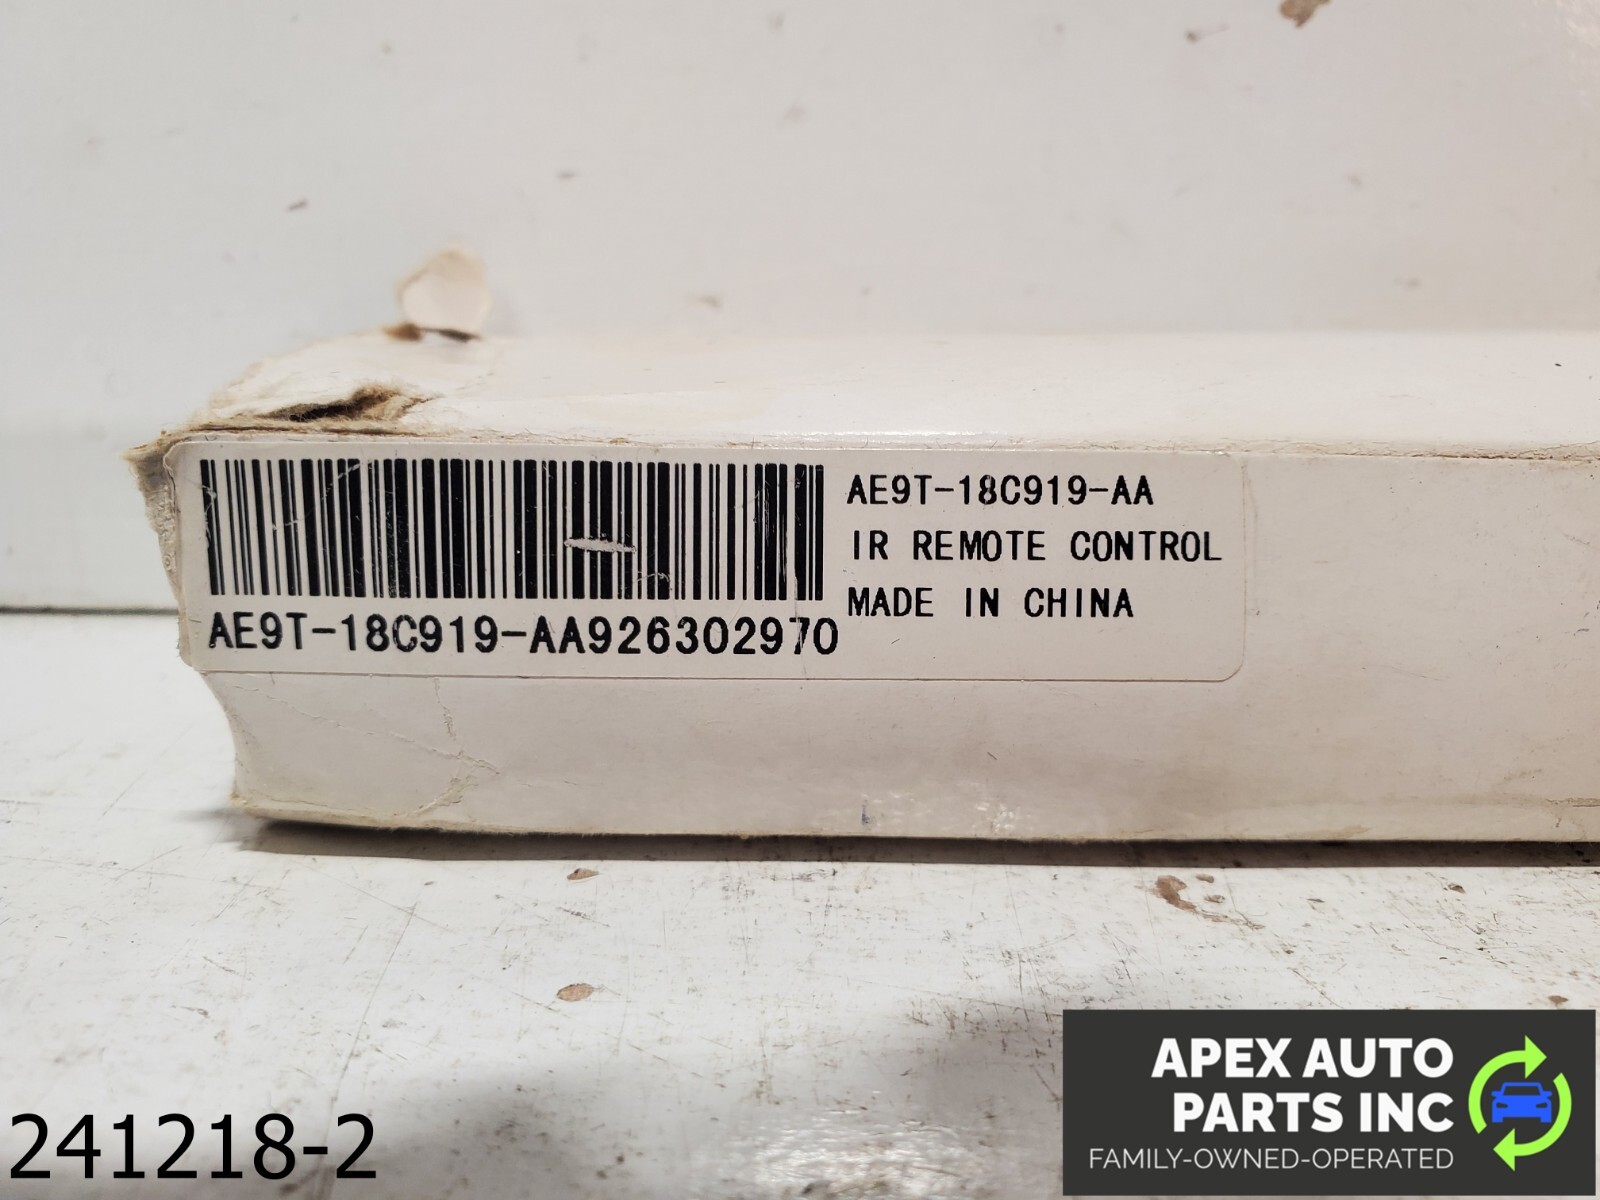 AE9T-18C919-AA
IR REMOTE CONTROL
MADE IN CHINA
AE9T-18C919-AA926302970
241218-2
APEX AUTO
PARTS INC
FAMILY-OWNED-OPERATED